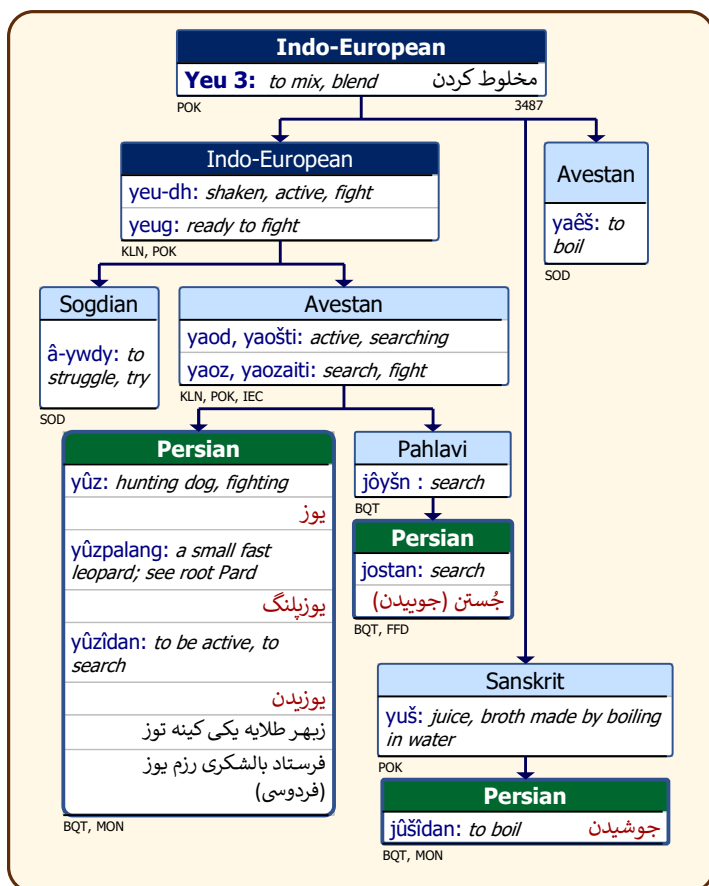 Indo-European
Yeu 3: to mix, blend مخلوط کردن
POK 3487
Indo-European
yeu-dh: shaken, active, fight
yeug: ready to fight
KLN, POK
Avestan
yaêš: to
boil
SOD
Sogdian
â-ywdy: to
struggle, try
SOD
Avestan
yaod, yaošti: active, searching
yaoz, yaozaiti: search, fight
KLN, POK, IEC
Persian
yûz: hunting dog, fighting
یوز
yûzpalang: a small fast
leopard; see root Pard
یوزپلنگ
yûzîdan: to be active, to
search
یوزیدن
زبهر طلایه یکی کینه توز
فرستاد بالشکری رزم یوز
(فردوسی)
BQT, MON
Pahlavi
jôyšn : search
BQT
Persian
jostan: search
جُستن (جوییدن)
BQT, FFD
Sanskrit
yuš: juice, broth made by boiling
in water
POK
Persian
jûšîdan: to boil جوشیدن
BQT, MON